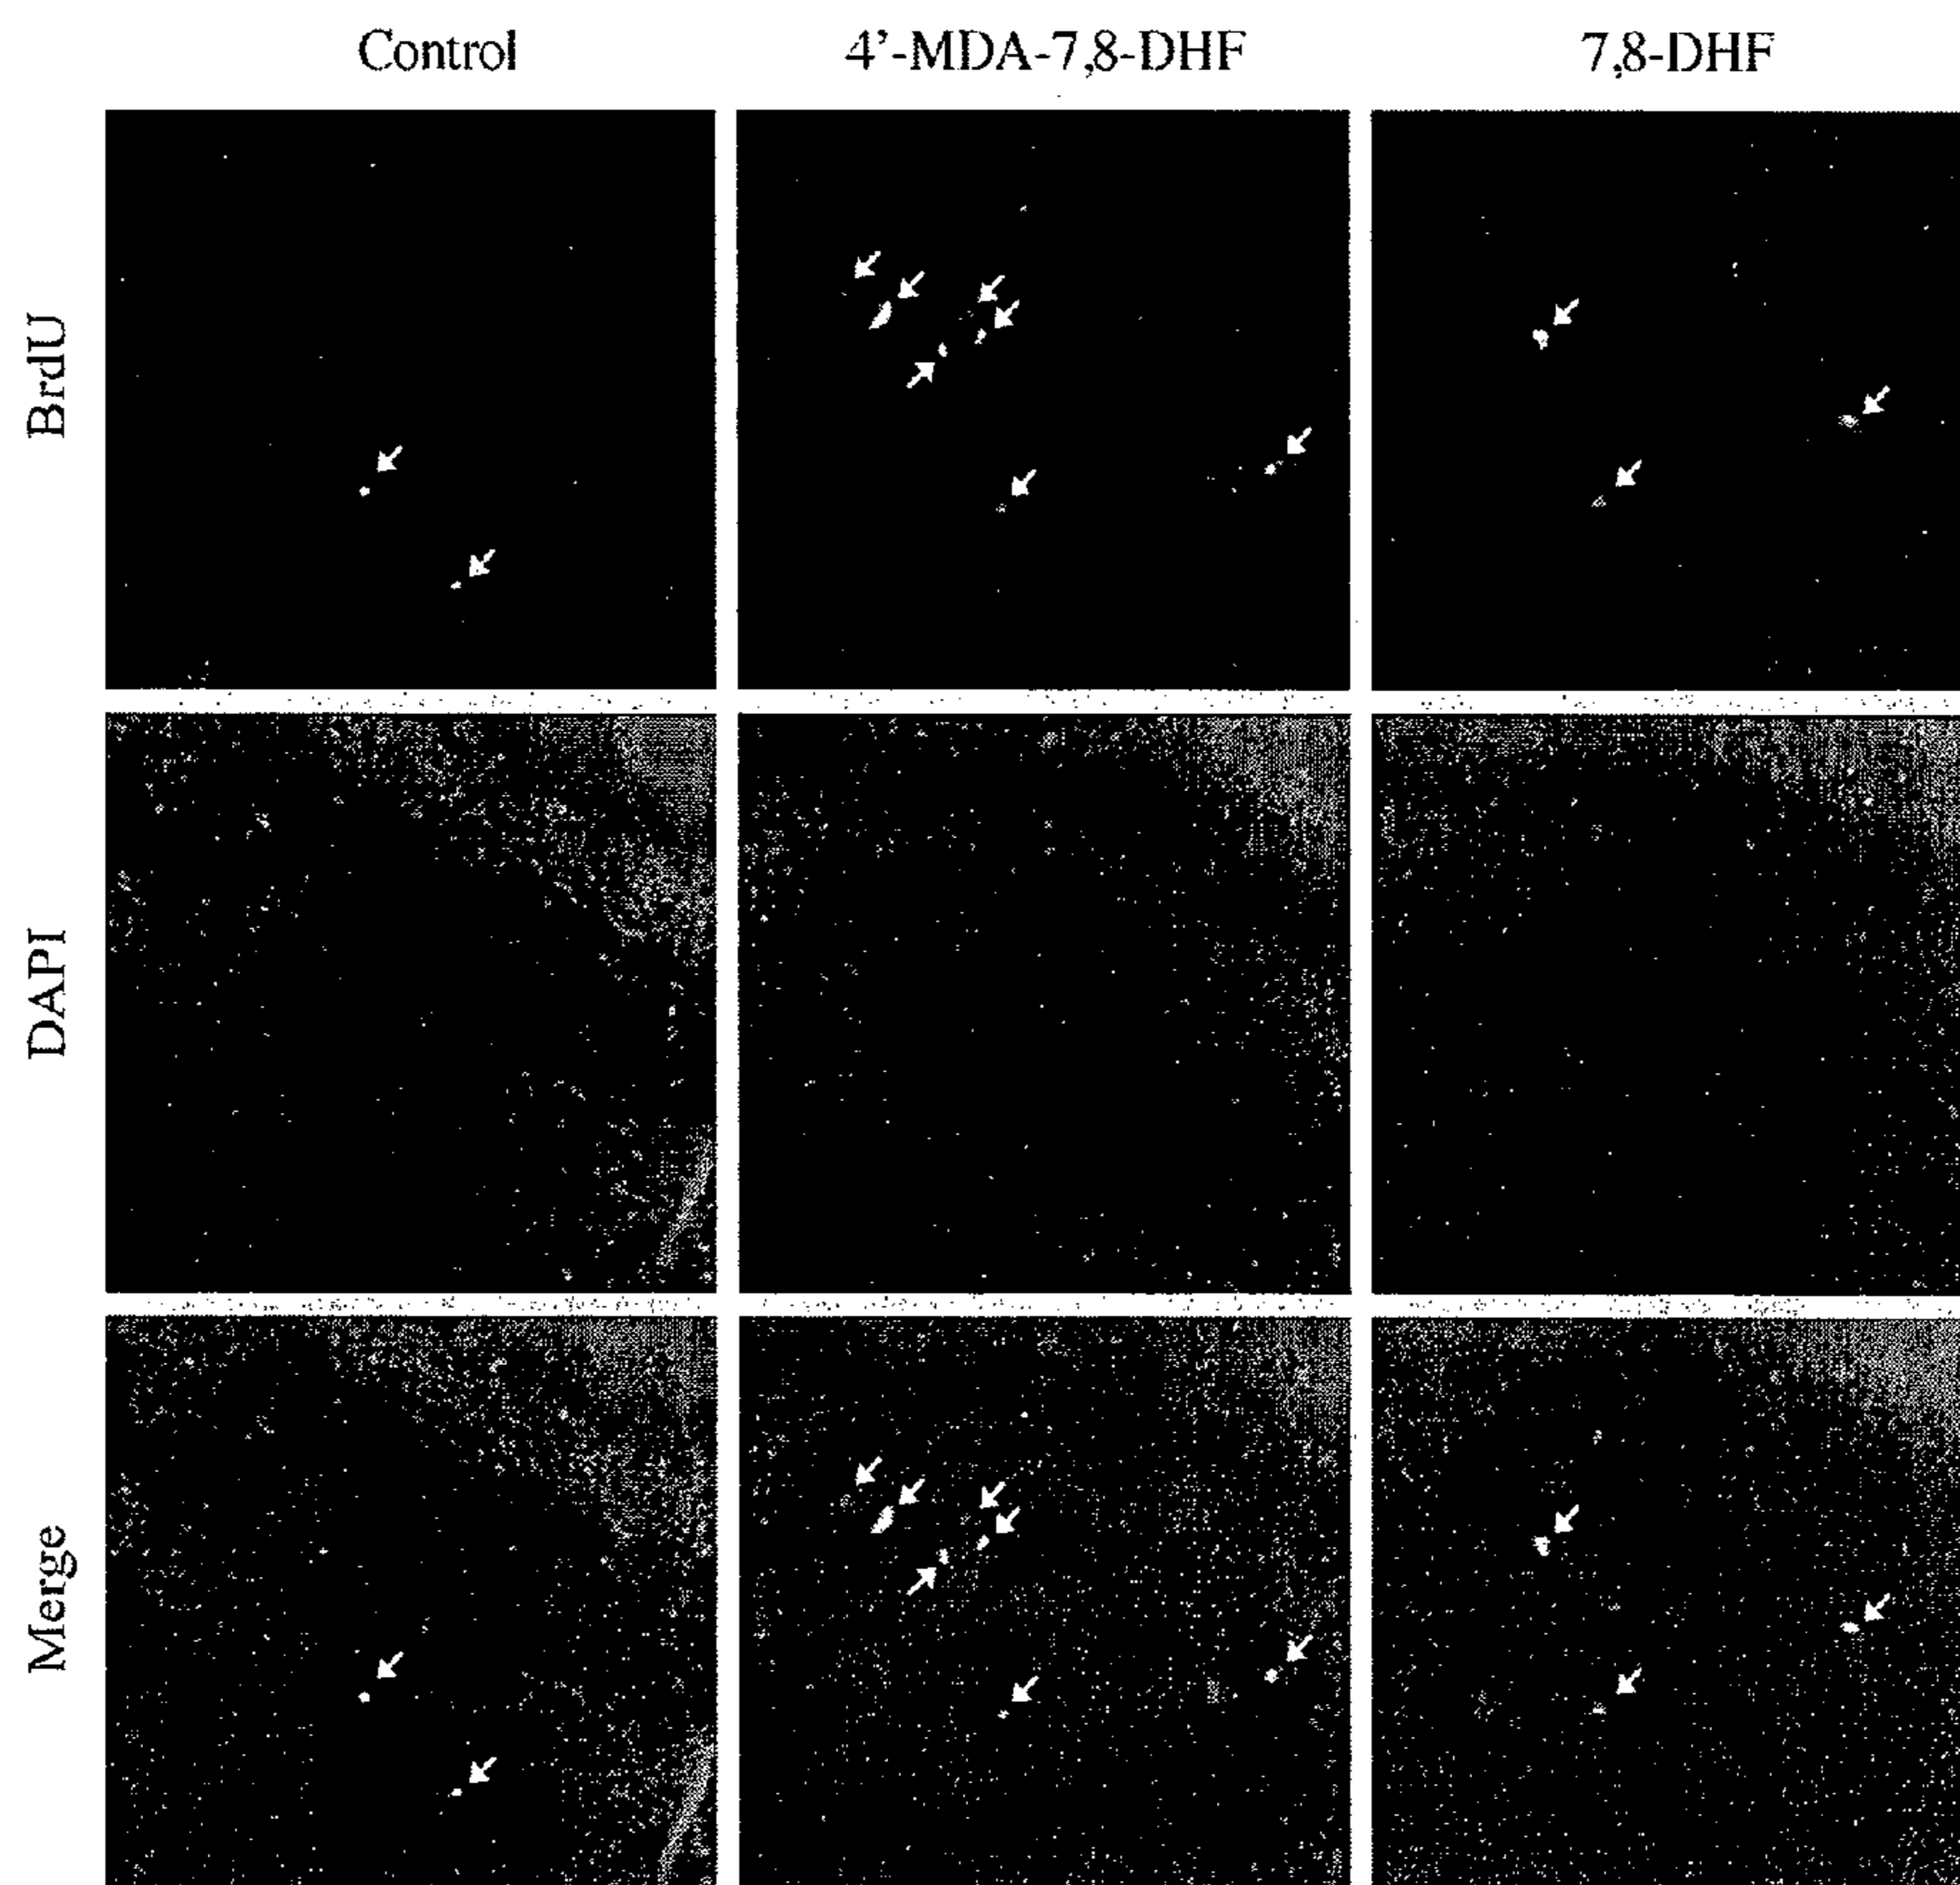 Control 4’-MDA-7,8-DHF 7,8-DHF
BrdU
DAPI
Merge